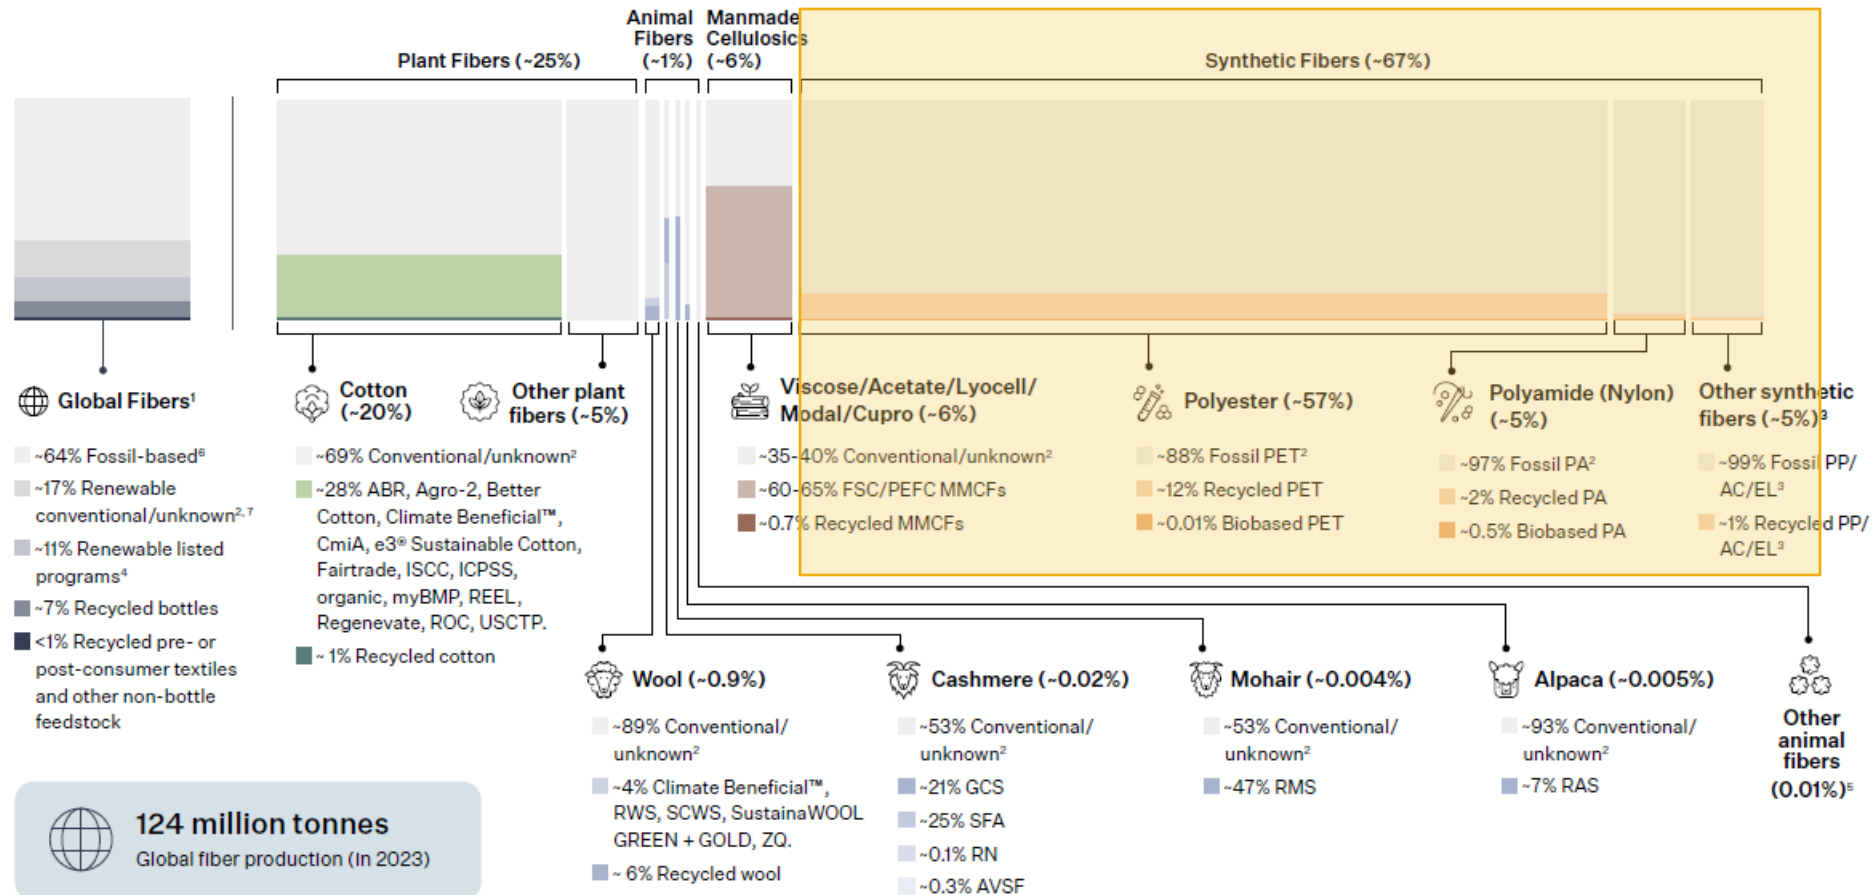 Animal Fibers (~1%)
Manmade Cellulosics (~6%)
Plant Fibers (~25%)
Synthetic Fibers (~67%)
Global Fibers¹
~64% Fossil-based⁶
~17% Renewable
conventional/unknown²,⁷
~11% Renewable listed
programs⁴
~7% Recycled bottles
<1% Recycled pre- or
post-consumer textiles
and other non-bottle
feedstock
Cotton
(~20%)
~69% Conventional/unknown²
~28% ABR, Agro-2, Better
Cotton, Climate Beneficial™,
CmiA, e3® Sustainable Cotton,
Fairtrade, ISCC, ICPSS,
organic, myBMP, REEL,
Regenevate, ROC, USCTP.
~ 1% Recycled cotton
Other plant
fibers (~5%)
Viscose/Acetate/Lyocell/
Modal/Cupro (~6%)
~35-40% Conventional/unknown²
~60-65% FSC/PEFC MMCFs
~0.7% Recycled MMCFs
Polyester (~57%)
~88% Fossil PET²
~12% Recycled PET
~0.01% Biobased PET
Polyamide (Nylon)
(~5%)
~97% Fossil PA²
~2% Recycled PA
~0.5% Biobased PA
Other synthetic
fibers (~5%)³
~99% Fossil PP/
AC/EL³
~1% Recycled PP/
AC/EL³
Wool (~0.9%)
~89% Conventional/
unknown²
~4% Climate Beneficial™,
RWS, SCWS, SustainaWOOL
GREEN + GOLD, ZQ.
~ 6% Recycled wool
Cashmere (~0.02%)
~53% Conventional/
unknown²
~21% GCS
~25% SFA
~0.1% RN
~0.3% AVSF
Mohair (~0.004%)
~53% Conventional/
unknown²
~47% RMS
Alpaca (~0.005%)
~93% Conventional/
unknown²
~7% RAS
Other
animal
fibers
(0.01%)⁵
124 million tonnes
Global fiber production (in 2023)